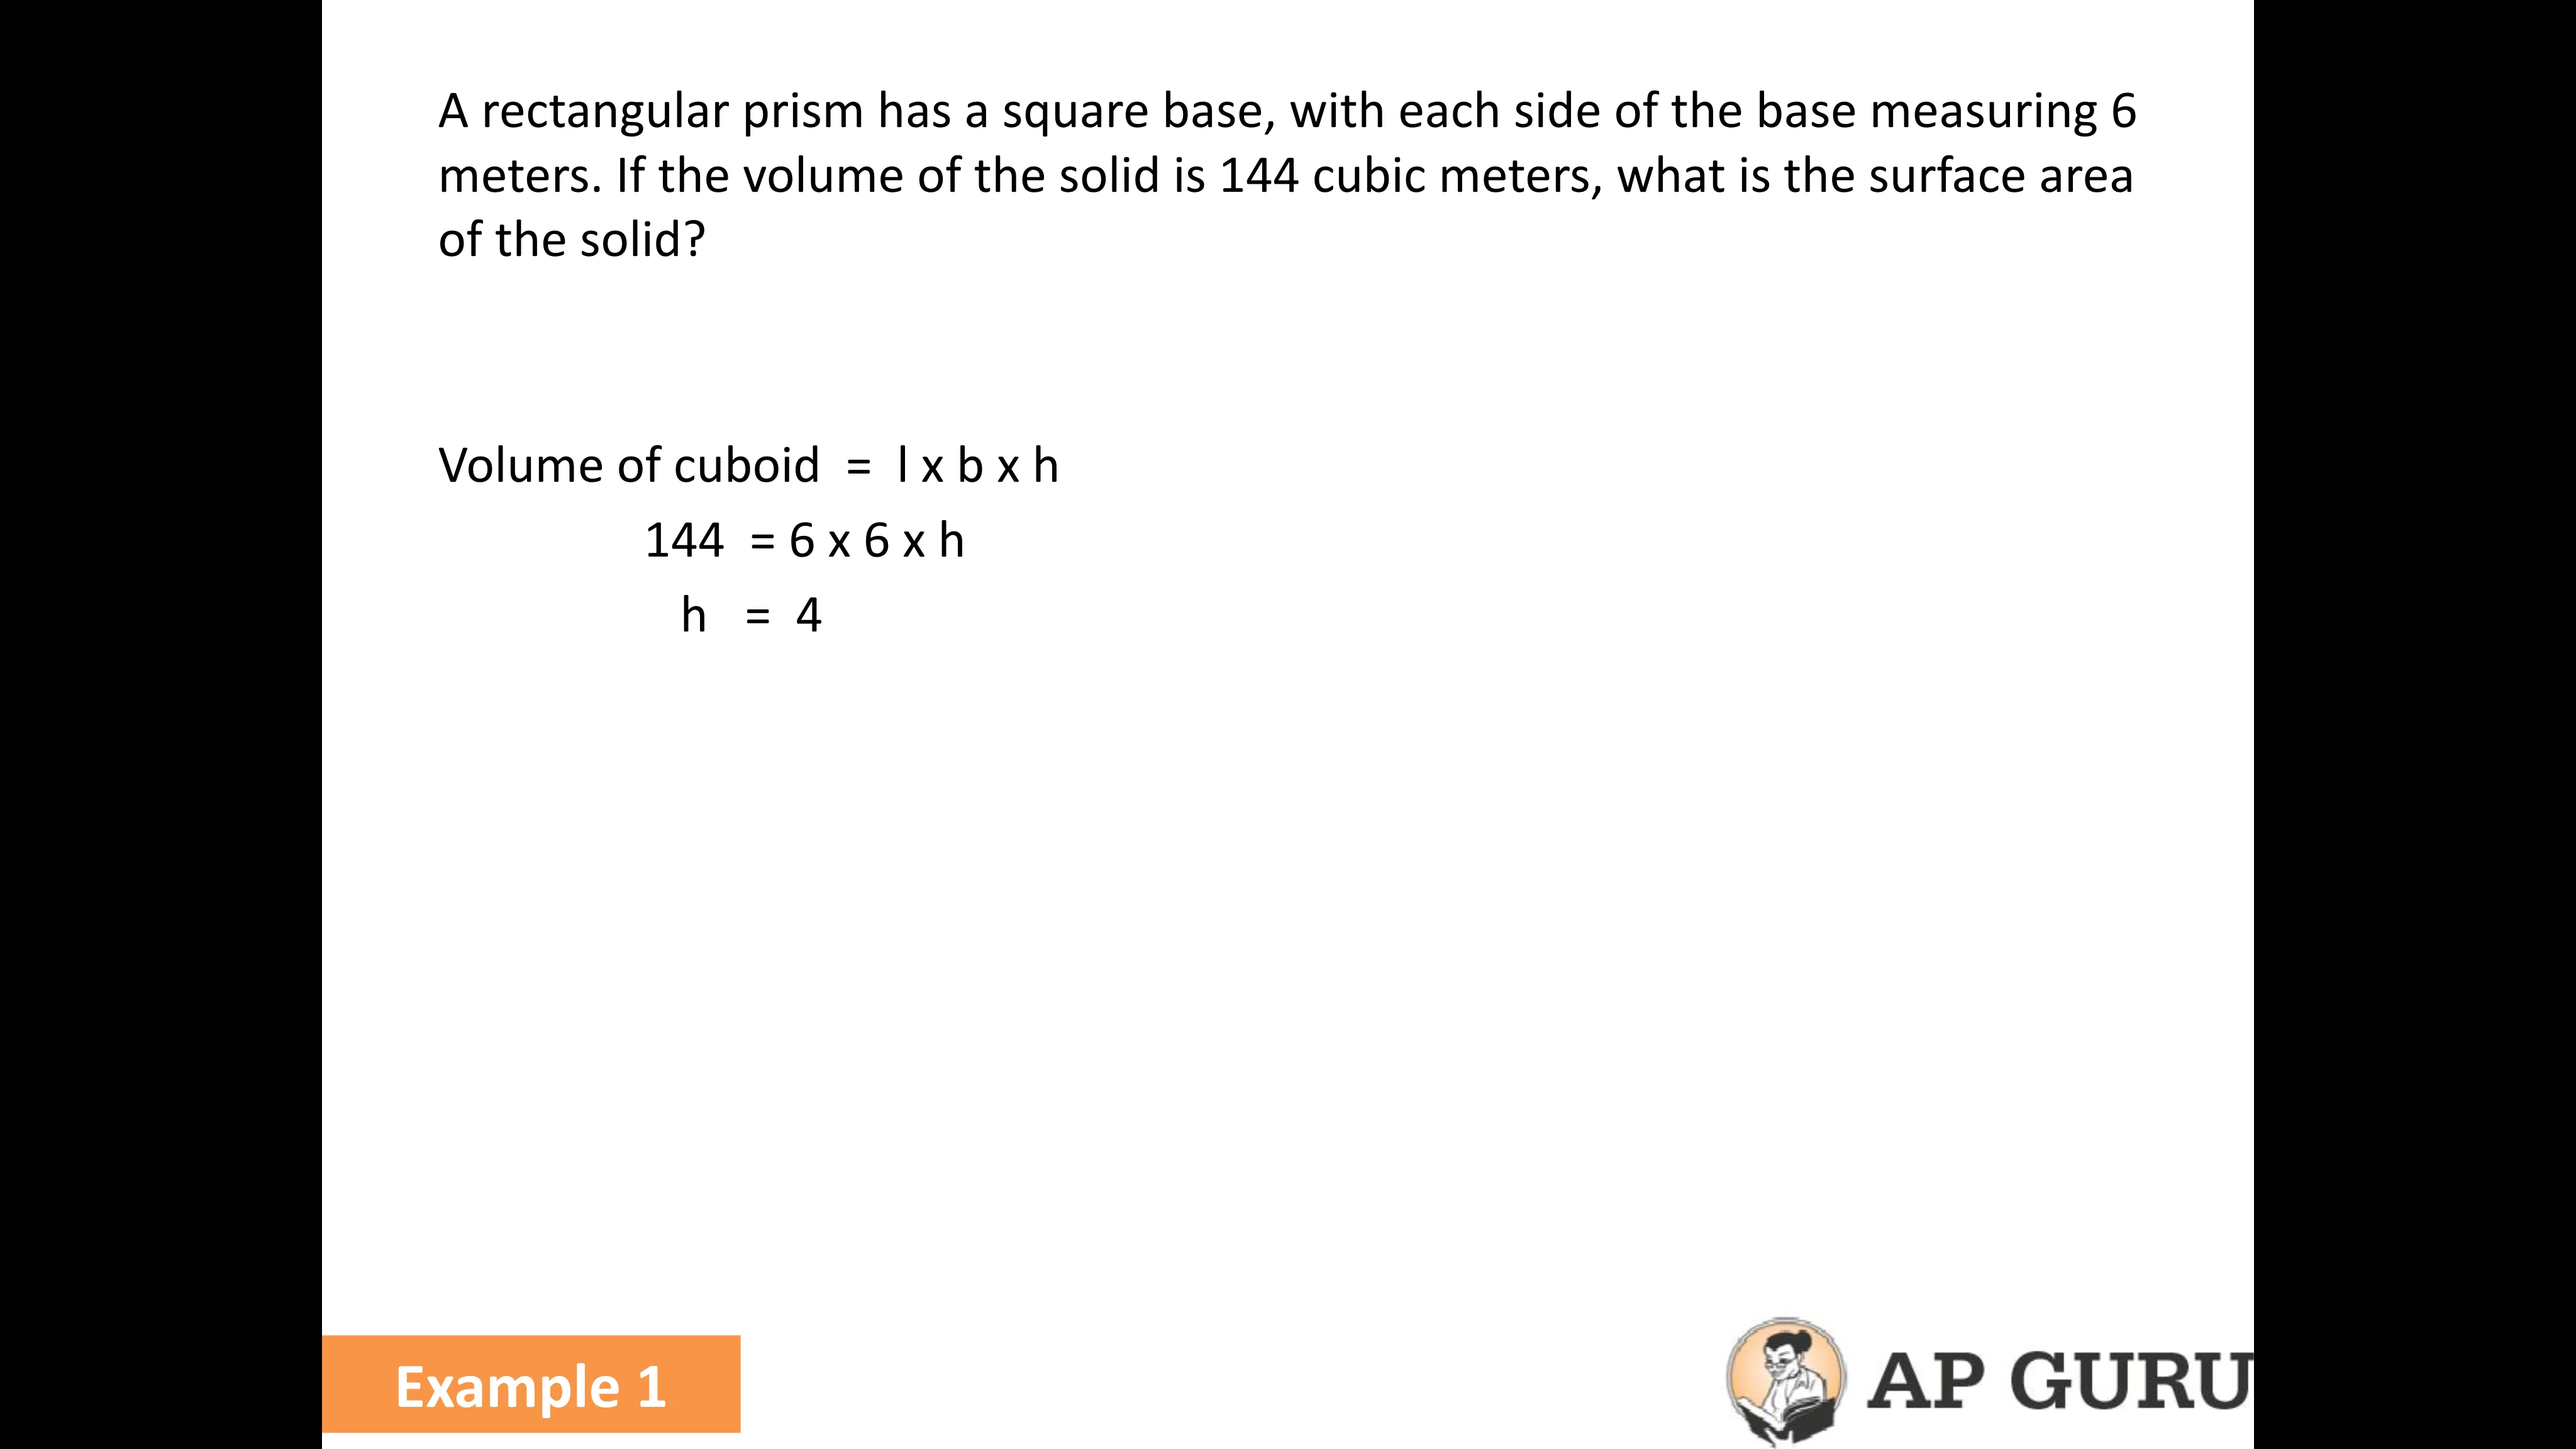 A rectangular prism has a square base, with each side of the base measuring 6
meters. If the volume of the solid is 144 cubic meters, what is the surface area
of the solid?
Volume of cuboid = l x b x h
144 = 6 x 6 x h
h = 4
Example 1
AP GURU